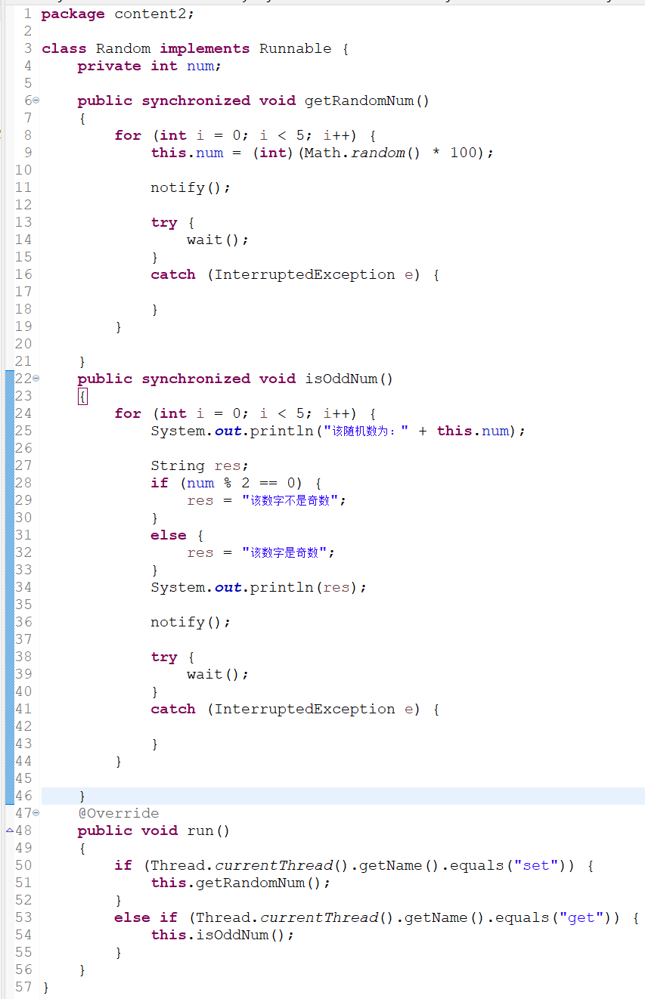 1 package content2;
2
3 class Random implements Runnable {
4     private int num;
5
6     public synchronized void getRandomNum()
7     {
8         for (int i = 0; i < 5; i++) {
9             this.num = (int)(Math.random() * 100);
10
11             notify();
12
13             try {
14                 wait();
15             }
16             catch (InterruptedException e) {
17
18             }
19         }
20
21     }
22     public synchronized void isOddNum()
23     {
24         for (int i = 0; i < 5; i++) {
25             System.out.println("该随机数为：" + this.num);
26
27             String res;
28             if (num % 2 == 0) {
29                 res = "该数字不是奇数";
30             }
31             else {
32                 res = "该数字是奇数";
33             }
34             System.out.println(res);
35
36             notify();
37
38             try {
39                 wait();
40             }
41             catch (InterruptedException e) {
42
43             }
44         }
45
46     }
47     @Override
48     public void run()
49     {
50         if (Thread.currentThread().getName().equals("set")) {
51             this.getRandomNum();
52         }
53         else if (Thread.currentThread().getName().equals("get")) {
54             this.isOddNum();
55         }
56     }
57 }